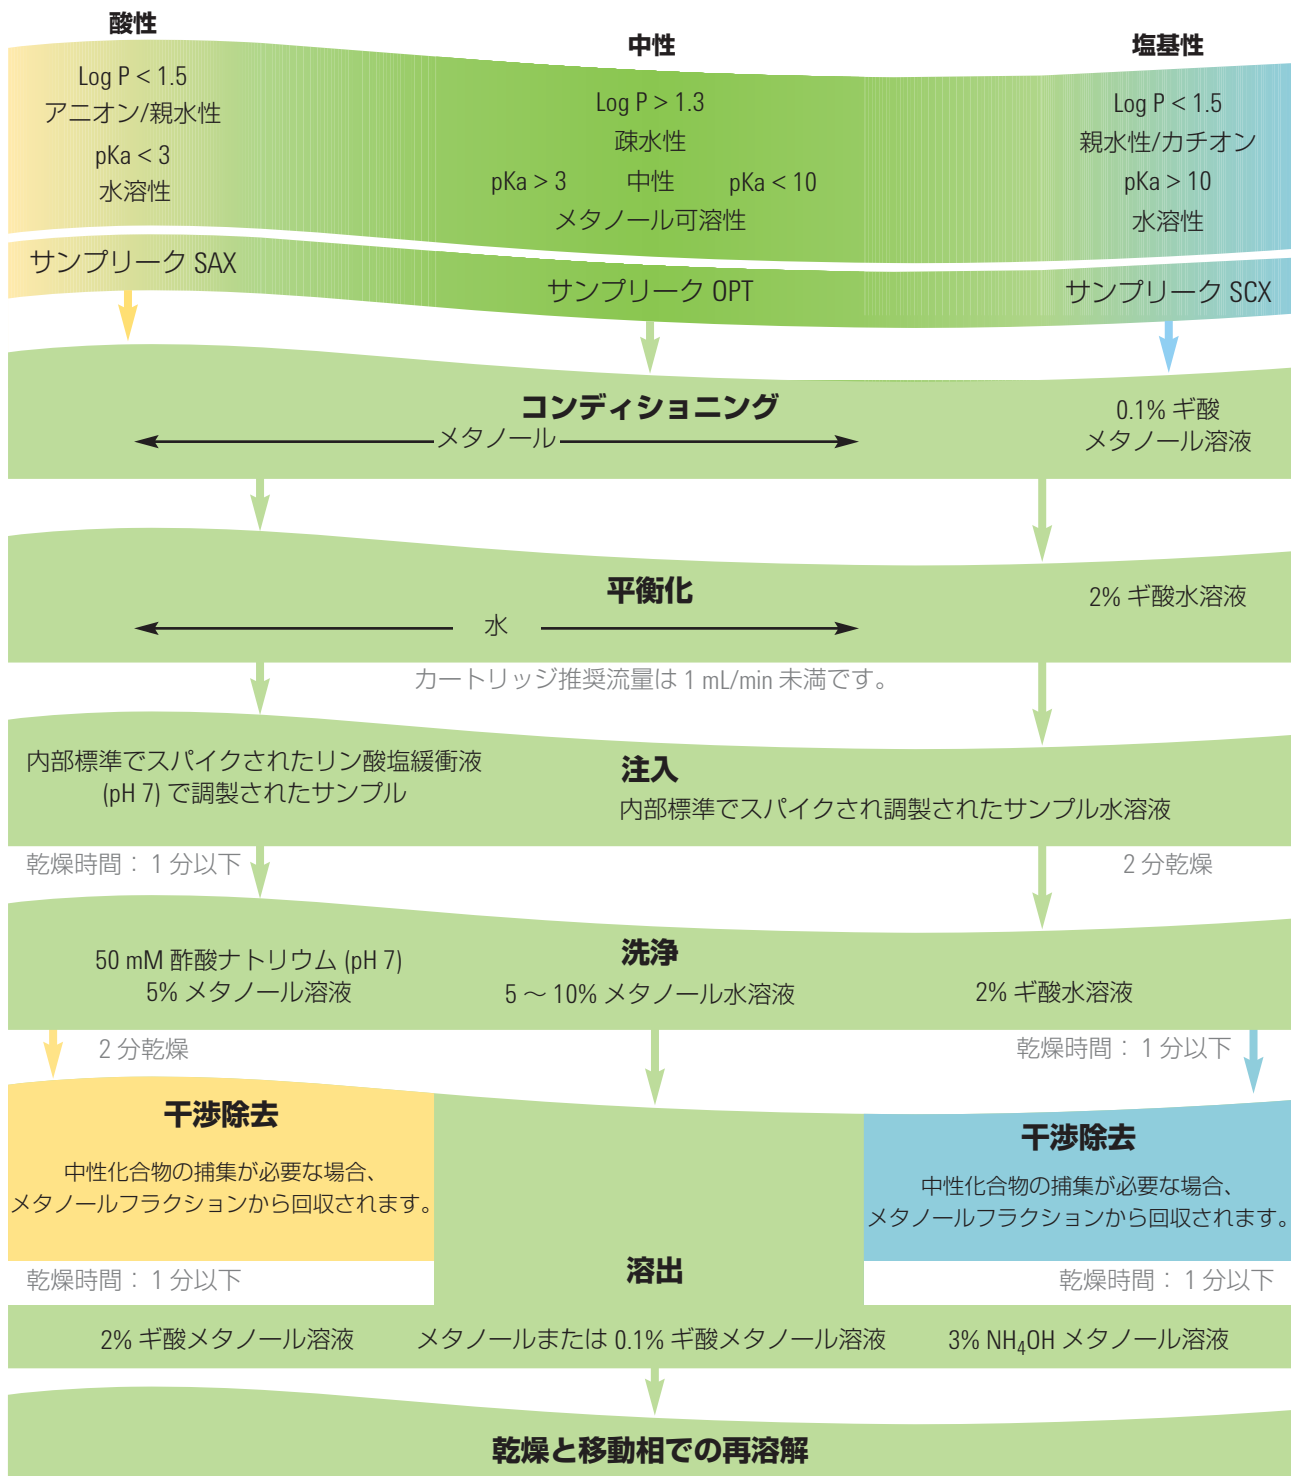 酸性
中性
塩基性
Log P < 1.5
アニオン/親水性
pKa < 3
水溶性
Log P > 1.3
疎水性
pKa > 3 中性 pKa < 10
メタノール可溶性
Log P < 1.5
親水性/カチオン
pKa > 10
水溶性
サンプリーク SAX
サンプリーク OPT
サンプリーク SCX
コンディショニング
メタノール
0.1% ギ酸
メタノール溶液
平衡化
水
2% ギ酸水溶液
カートリッジ推奨流量は 1 mL/min 未満です。
内部標準でスパイクされたリン酸塩緩衝液
(pH 7) で調製されたサンプル
注入
内部標準でスパイクされ調製されたサンプル水溶液
乾燥時間： 1 分以下
2 分乾燥
50 mM 酢酸ナトリウム (pH 7)
5% メタノール溶液
洗浄
5 ～ 10% メタノール水溶液
2% ギ酸水溶液
2 分乾燥
乾燥時間： 1 分以下
干渉除去
中性化合物の捕集が必要な場合、
メタノールフラクションから回収されます。
干渉除去
中性化合物の捕集が必要な場合、
メタノールフラクションから回収されます。
乾燥時間： 1 分以下
溶出
乾燥時間： 1 分以下
2% ギ酸メタノール溶液
メタノールまたは 0.1% ギ酸メタノール溶液
3% NH₄OH メタノール溶液
乾燥と移動相での再溶解